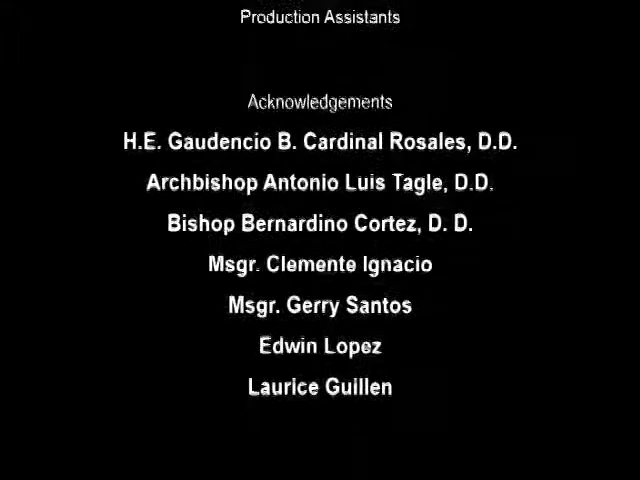 Production Assistants
Acknowledgements
H.E. Gaudencio B. Cardinal Rosales, D.D.
Archbishop Antonio Luis Tagle, D.D.
Bishop Bernardino Cortez, D. D.
Msgr. Clemente Ignacio
Msgr. Gerry Santos
Edwin Lopez
Laurice Guillen